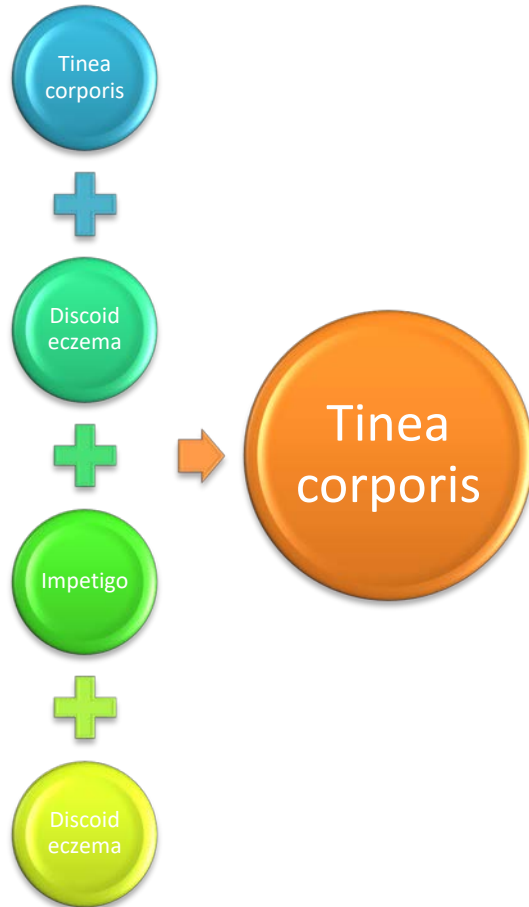 Tinea
corporis
Discoid
eczema
Impetigo
Discoid
eczema
Tinea
corporis